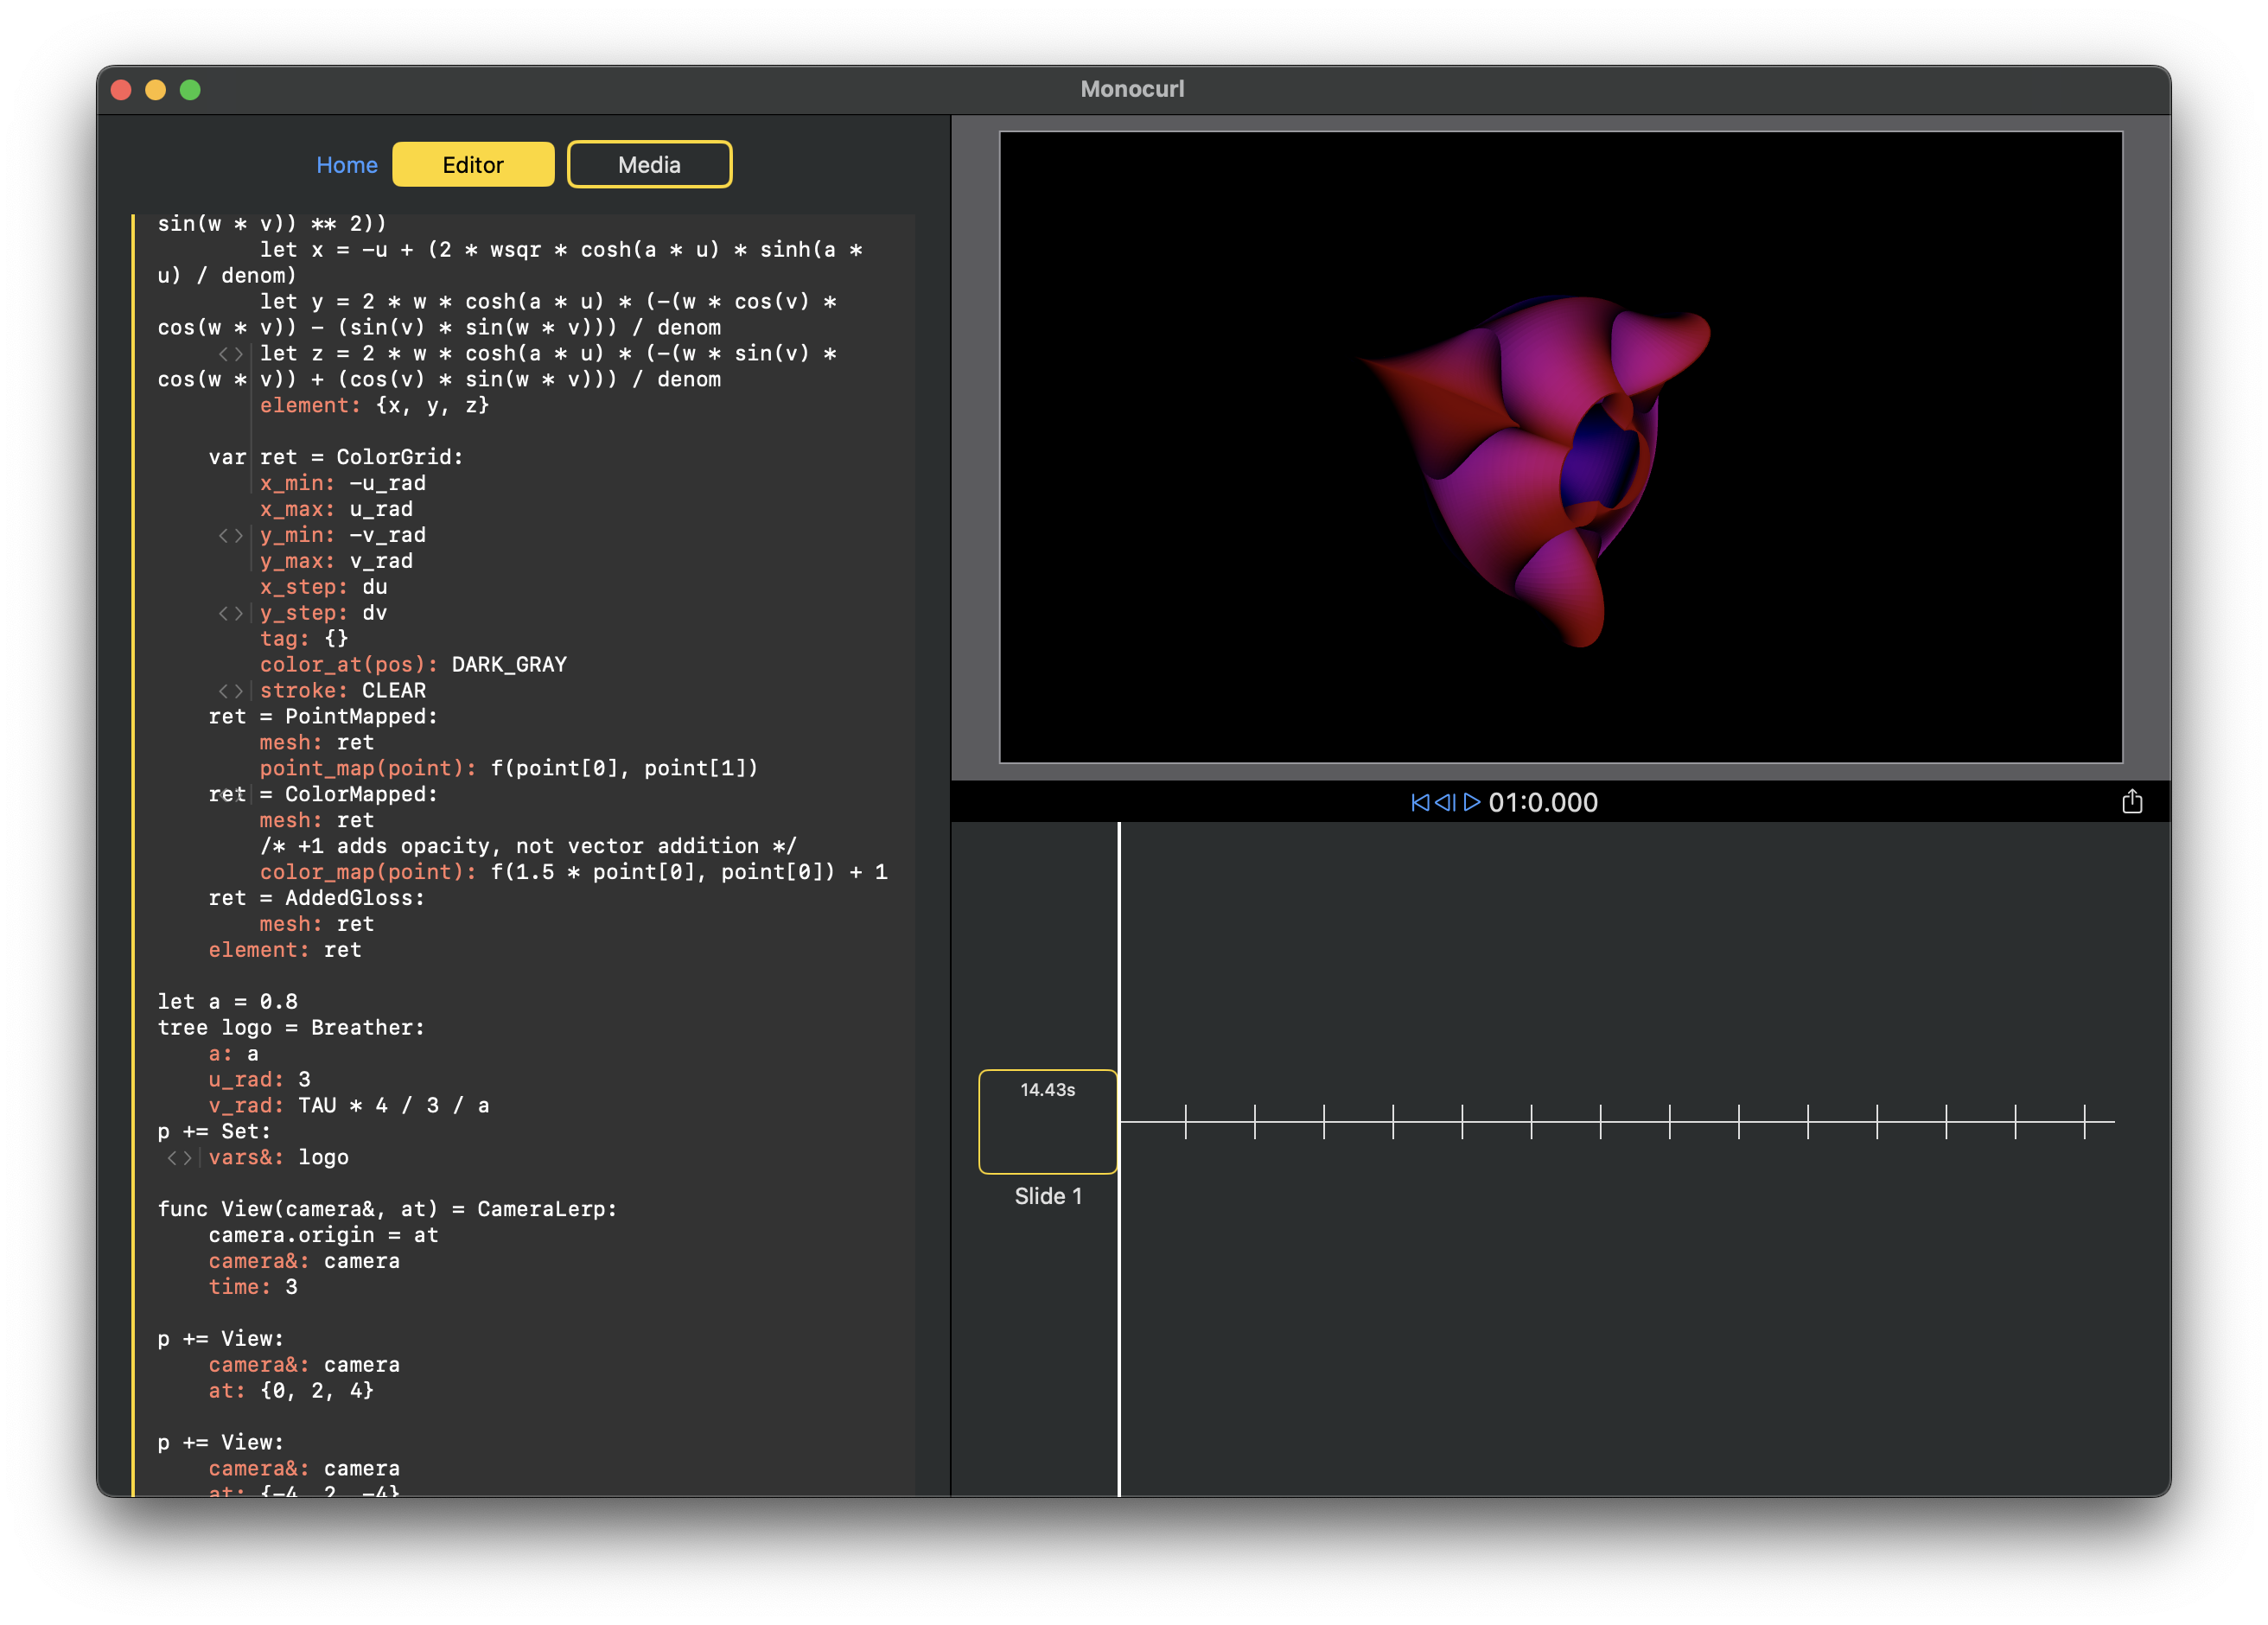 Monocurl
Home
Editor
Media
sin(w * v)) ** 2))
let x = -u + (2 * wsqr * cosh(a * u) * sinh(a *
u) / denom)
let y = 2 * w * cosh(a * u) * (-(w * cos(v) *
cos(w * v)) - (sin(v) * sin(w * v))) / denom
<> let z = 2 * w * cosh(a * u) * (-(w * sin(v) *
cos(w * v)) + (cos(v) * sin(w * v))) / denom
element: {x, y, z}
var ret = ColorGrid:
x_min: -u_rad
x_max: u_rad
<> y_min: -v_rad
y_max: v_rad
x_step: du
<> y_step: dv
tag: {}
color_at(pos): DARK_GRAY
<> stroke: CLEAR
ret = PointMapped:
mesh: ret
point_map(point): f(point[0], point[1])
ret = ColorMapped:
mesh: ret
/* +1 adds opacity, not vector addition */
color_map(point): f(1.5 * point[0], point[0]) + 1
ret = AddedGloss:
mesh: ret
element: ret
let a = 0.8
tree logo = Breather:
a: a
u_rad: 3
v_rad: TAU * 4 / 3 / a
p += Set:
<> vars&: logo
func View(camera&, at) = CameraLerp:
camera.origin = at
camera&: camera
time: 3
p += View:
camera&: camera
at: {0, 2, 4}
p += View:
camera&: camera
at: {-4, 2, -4}
01:0.000
14.43s
Slide 1